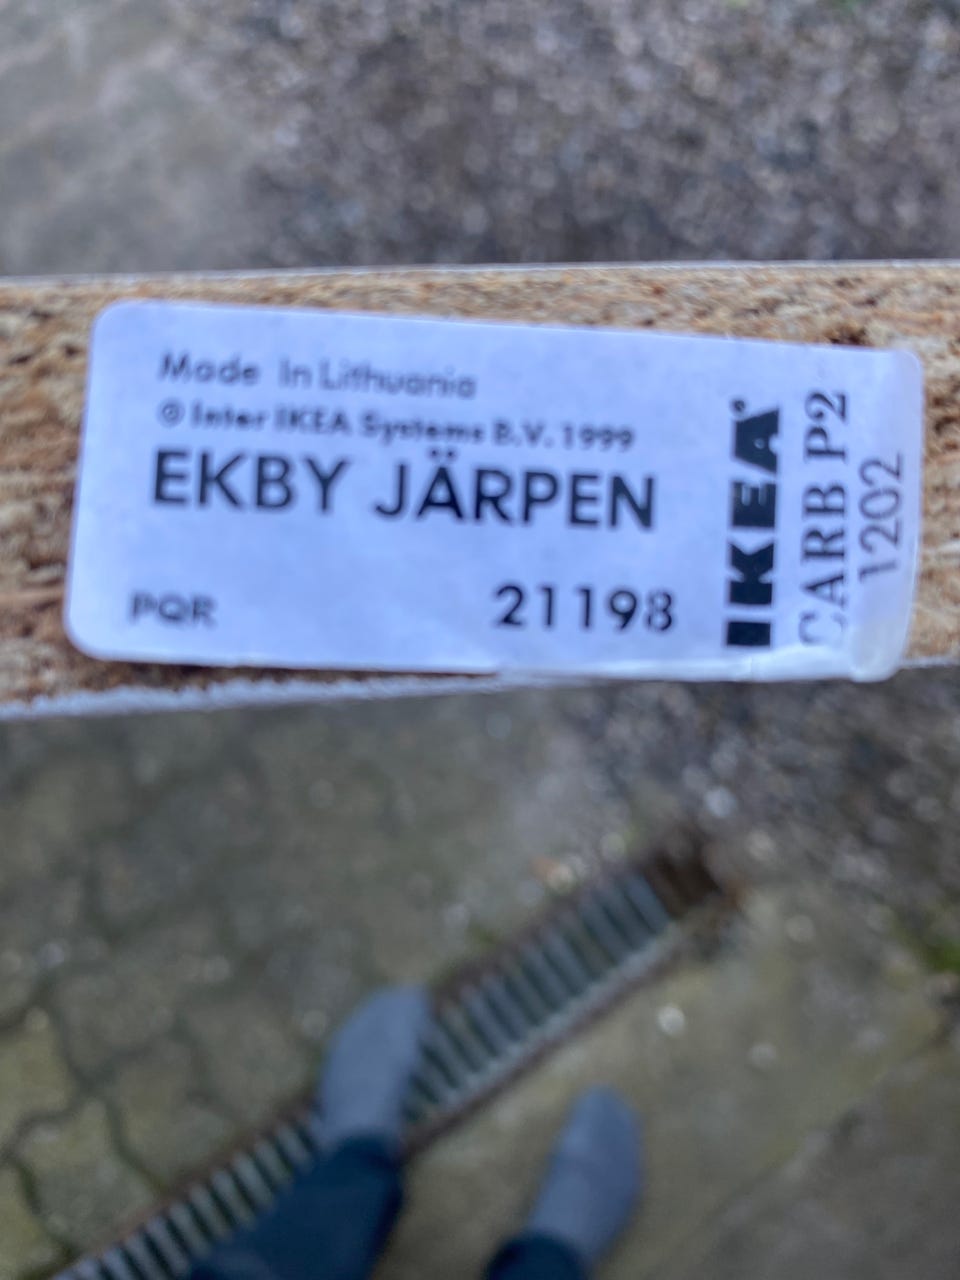 Made In Lithuania
© Inter IKEA Systems B.V. 1999
EKBY JÄRPEN
PQR 21198
IKEA
CARB P2
1202